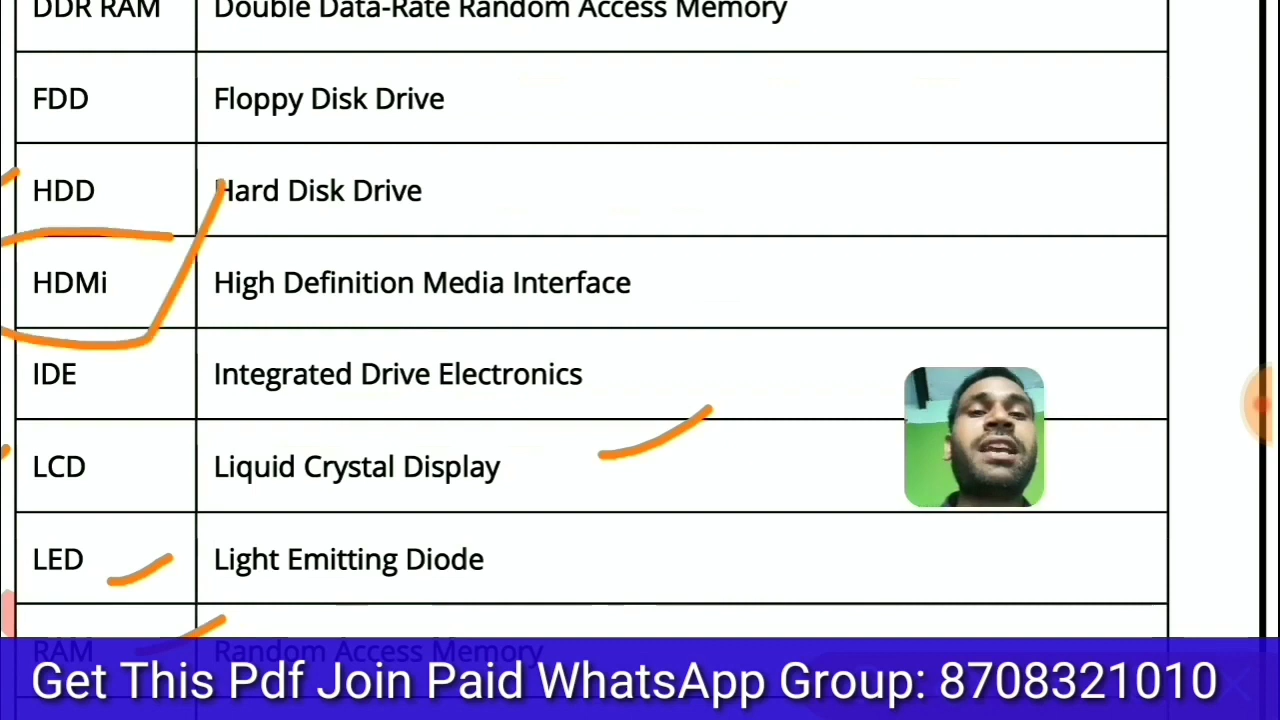 DDR RAM Double Data-Rate Random Access Memory
FDD Floppy Disk Drive
HDD Hard Disk Drive
HDMi High Definition Media Interface
IDE Integrated Drive Electronics
LCD Liquid Crystal Display
LED Light Emitting Diode
RAM Random Access Memory
Get This Pdf Join Paid WhatsApp Group: 8708321010